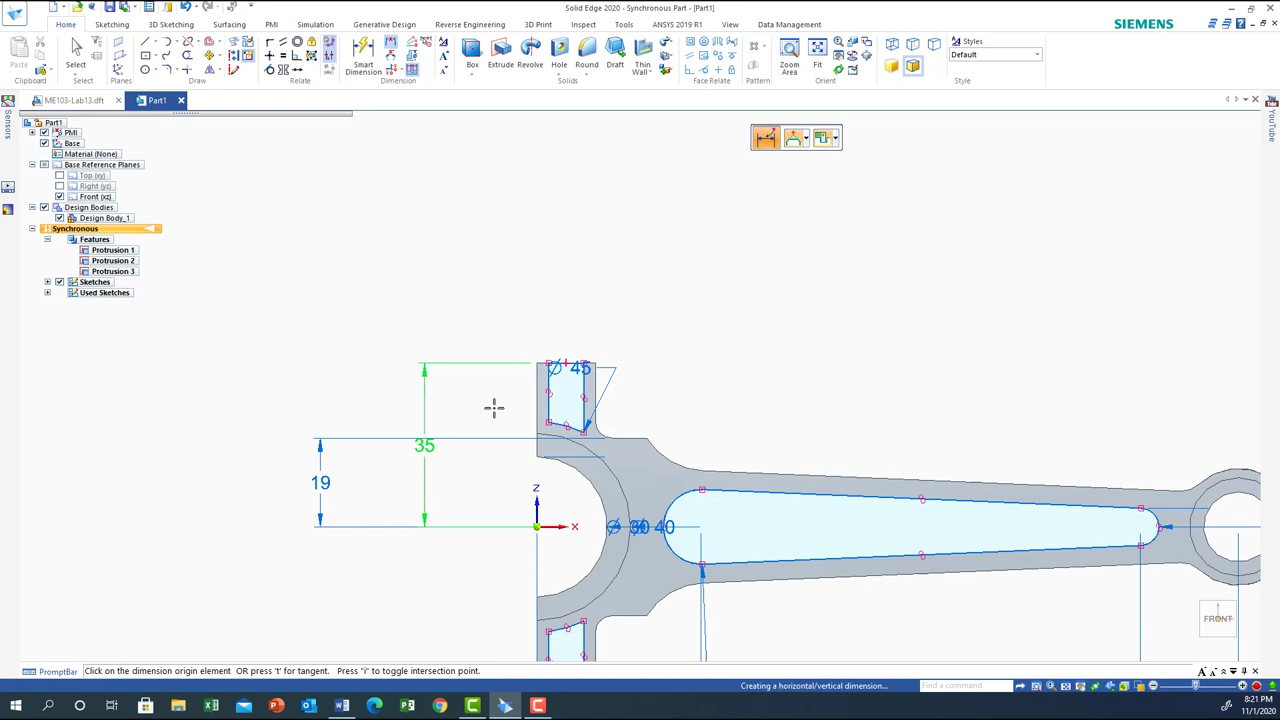 Solid Edge 2020 - Synchronous Part - [Part1]
Home
Sketching
3D Sketching
Surfacing
PMI
Simulation
Generative Design
Reverse Engineering
3D Print
Inspect
Tools
ANSYS 2019 R1
View
Data Management
SIEMENS
Paste
Select
Smart Dimension
Box
Extrude
Revolve
Hole
Round
Draft
Thin Wall
Zoom Area
Fit
Styles
Default
Clipboard
Select
Planes
Draw
Relate
Dimension
Solids
Face Relate
Pattern
Orient
Style
ME103-Lab13.dft
Part1
Sensors
YouTube
Part1
PMI
Base
Material (None)
Base Reference Planes
Top (xy)
Right (yz)
Front (xz)
Design Bodies
Design Body_1
Synchronous
Features
Protrusion 1
Protrusion 2
Protrusion 3
Sketches
Used Sketches
Ø 45
35
19
Z
X
40
FRONT
PromptBar
Click on the dimension origin element OR press 't' for tangent. Press "i" to toggle intersection point.
Creating a horizontal/vertical dimension...
Find a command
8:21 PM
11/1/2020